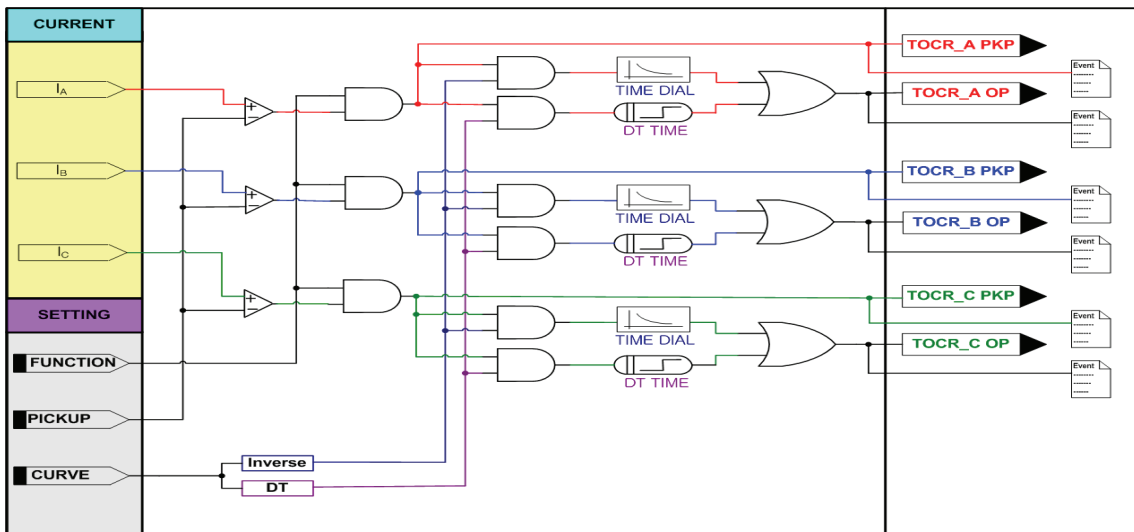 CURRENT
IA
IB
IC
SETTING
FUNCTION
PICKUP
CURVE
Inverse
DT
+
−
+
−
+
−
TIME DIAL
DT TIME
TIME DIAL
DT TIME
TIME DIAL
DT TIME
TOCR_A PKP
Event
TOCR_A OP
Event
TOCR_B PKP
Event
TOCR_B OP
Event
TOCR_C PKP
Event
TOCR_C OP
Event